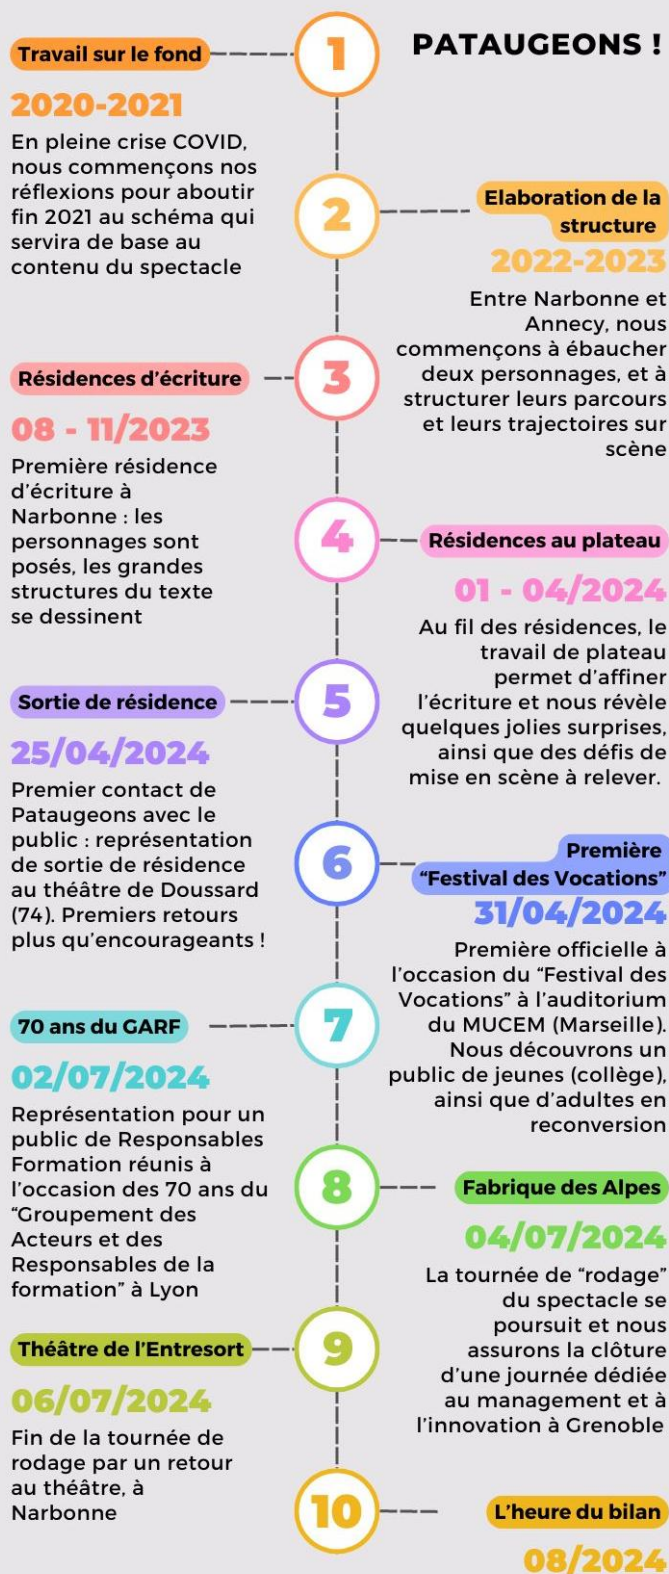 PATAUGEONS !
1
Travail sur le fond
2020-2021
En pleine crise COVID,
nous commençons nos
réflexions pour aboutir
fin 2021 au schéma qui
servira de base au
contenu du spectacle
2
Elaboration de la
structure
2022-2023
Entre Narbonne et
Annecy, nous
commençons à ébaucher
deux personnages, et à
structurer leurs parcours
et leurs trajectoires sur
scène
3
Résidences d'écriture
08 - 11/2023
Première résidence
d'écriture à
Narbonne : les
personnages sont
posés, les grandes
structures du texte
se dessinent
4
Résidences au plateau
01 - 04/2024
Au fil des résidences, le
travail de plateau
permet d'affiner
l'écriture et nous révèle
quelques jolies surprises,
ainsi que des défis de
mise en scène à relever.
5
Sortie de résidence
25/04/2024
Premier contact de
Pataugeons avec le
public : représentation
de sortie de résidence
au théâtre de Doussard
(74). Premiers retours
plus qu'encourageants !
6
Première
“Festival des Vocations”
31/04/2024
Première officielle à
l'occasion du “Festival des
Vocations” à l'auditorium
du MUCEM (Marseille).
Nous découvrons un
public de jeunes (collège),
ainsi que d'adultes en
reconversion
7
70 ans du GARF
02/07/2024
Représentation pour un
public de Responsables
Formation réunis à
l'occasion des 70 ans du
“Groupement des
Acteurs et des
Responsables de la
formation” à Lyon
8
Fabrique des Alpes
04/07/2024
La tournée de “rodage”
du spectacle se
poursuit et nous
assurons la clôture
d'une journée dédiée
au management et à
l'innovation à Grenoble
9
Théâtre de l'Entresort
06/07/2024
Fin de la tournée de
rodage par un retour
au théâtre, à
Narbonne
10
L'heure du bilan
08/2024